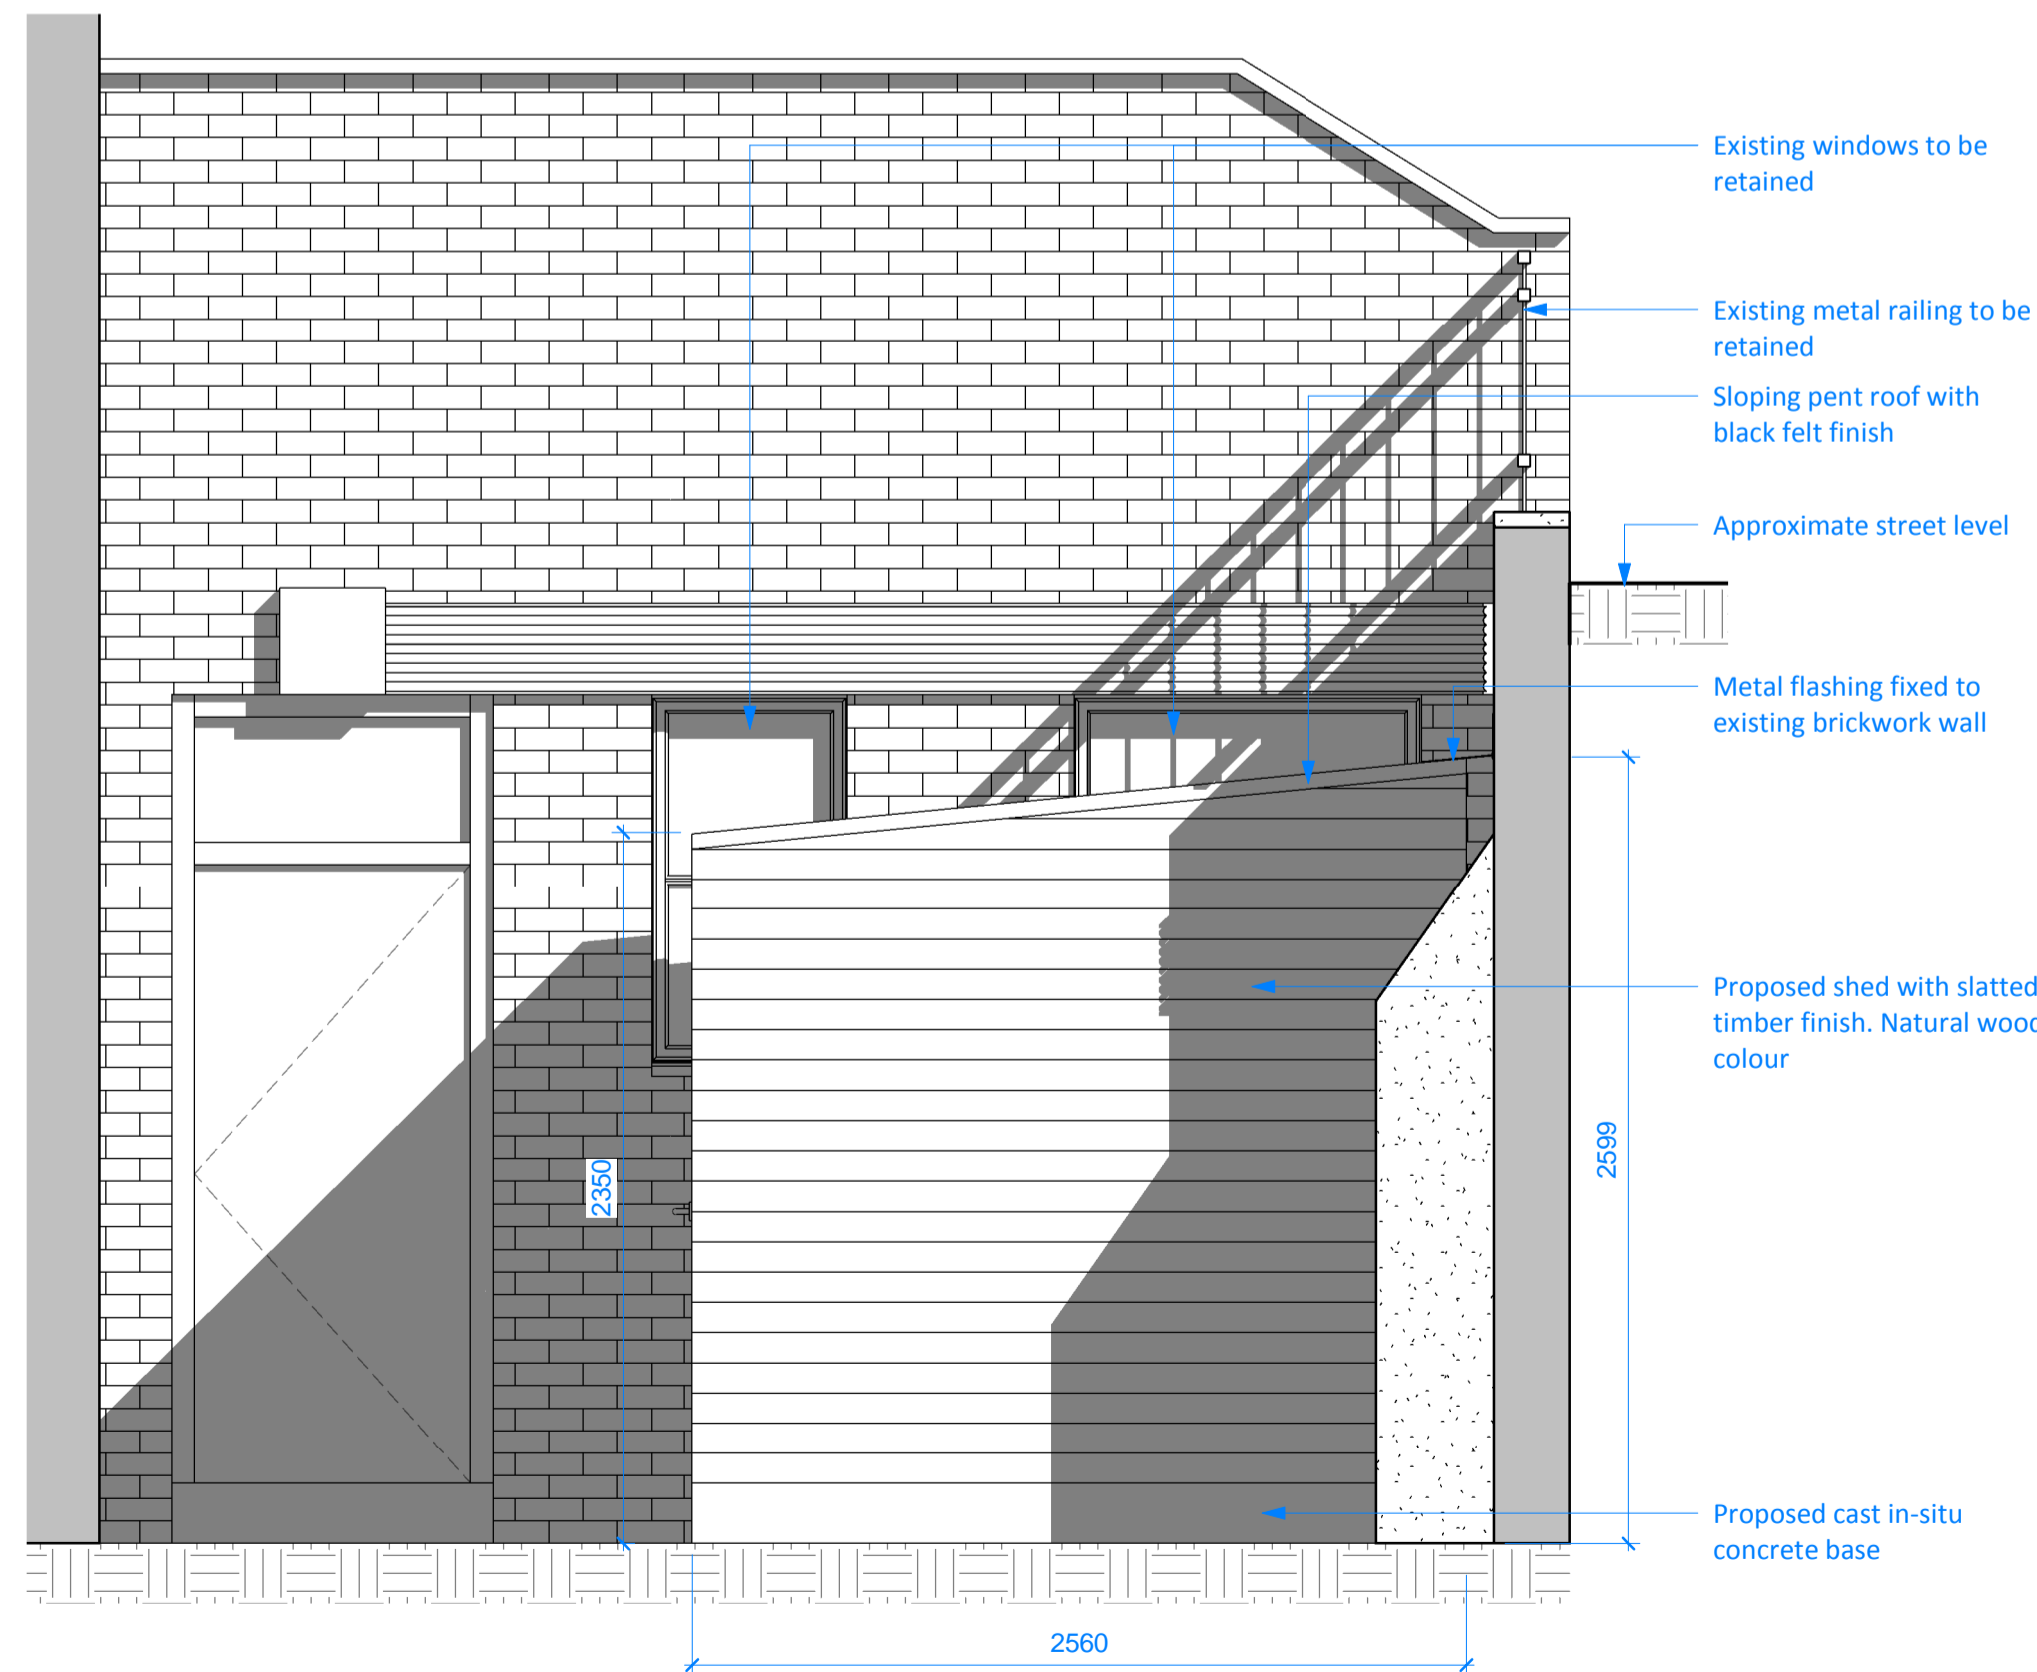 Existing windows to be
retained
Existing metal railing to be
retained
Sloping pent roof with
black felt finish
Approximate street level
Metal flashing fixed to
existing brickwork wall
Proposed shed with slatted
timber finish. Natural wood
colour
2599
2350
Proposed cast in-situ
concrete base
2560